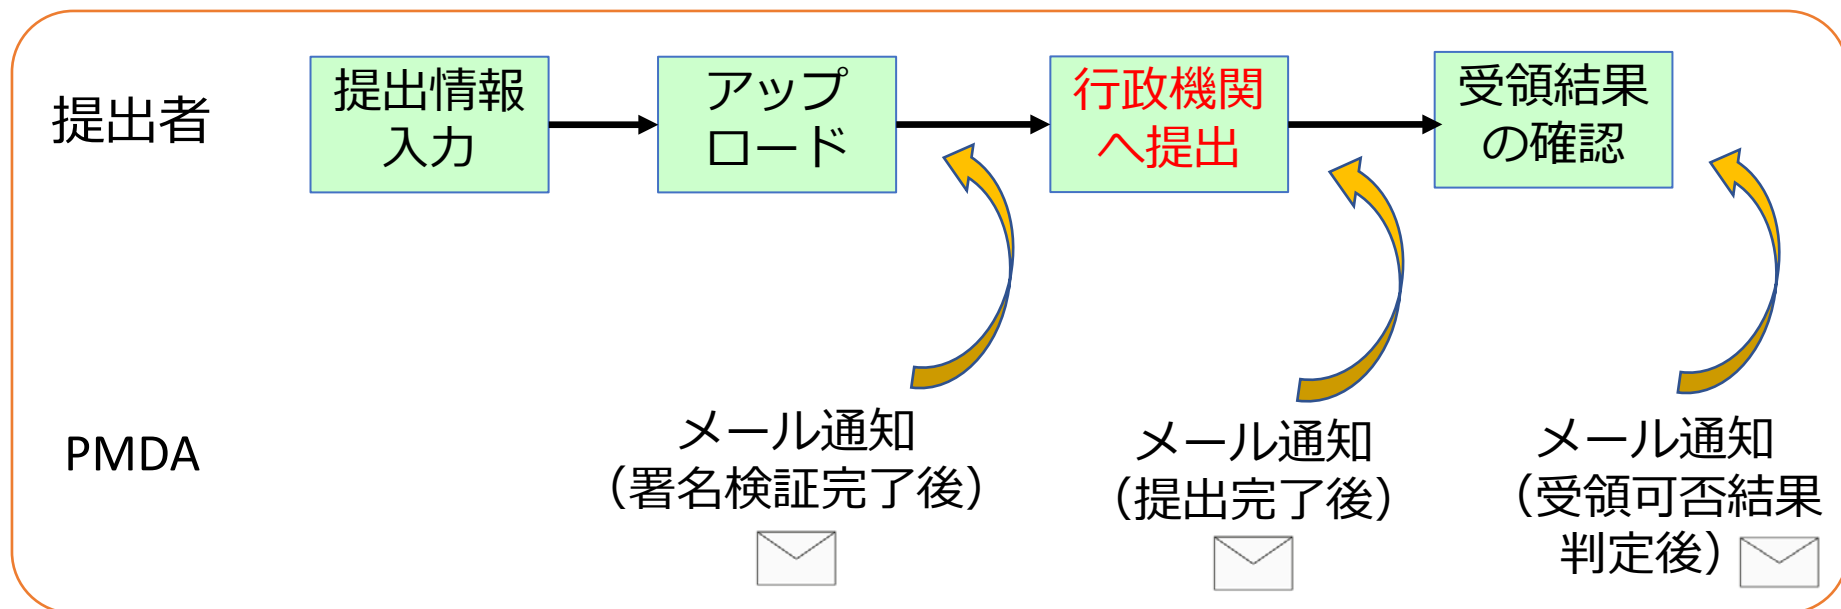 提出者
提出情報
入力
アップ
ロード
行政機関
へ提出
受領結果
の確認
PMDA
メール通知
（署名検証完了後）
メール通知
（提出完了後）
メール通知
（受領可否結果
判定後）